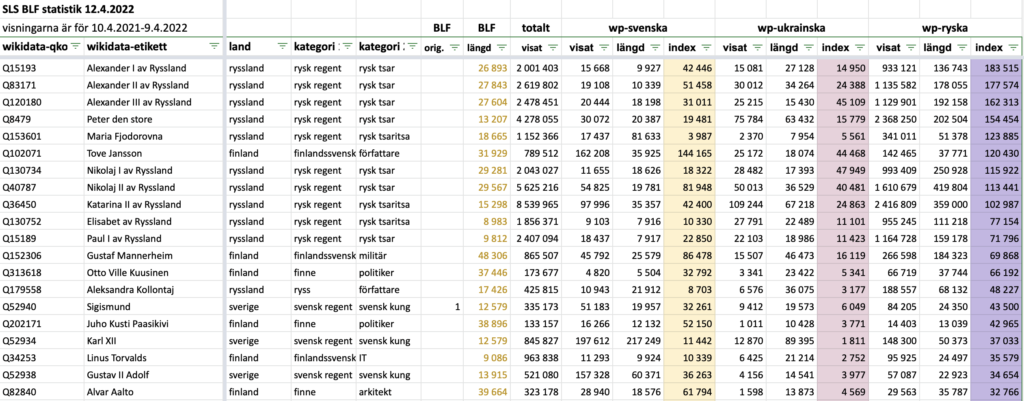 SLS BLF statistik 12.4.2022
visningarna är för 10.4.2021-9.4.2022 BLF BLF totalt wp-svenska wp-ukrainska wp-ryska
wikidata-qko wikidata-etikett land kategori kategori orig. längd visat visat längd index visat längd index visat längd index
Q15193 Alexander I av Ryssland ryssland rysk regent rysk tsar 26 893 2 001 403 15 668 9 927 42 446 15 081 27 128 14 950 933 121 136 743 183 515
Q83171 Alexander II av Ryssland ryssland rysk regent rysk tsar 27 843 2 619 802 19 108 10 339 51 458 30 012 34 264 24 388 1 135 582 178 055 177 574
Q120180 Alexander III av Ryssland ryssland rysk regent rysk tsar 27 604 2 478 451 20 444 18 198 31 011 25 215 15 430 45 109 1 129 901 192 158 162 313
Q8479 Peter den store ryssland rysk regent rysk tsar 13 207 4 278 055 30 072 20 387 19 481 75 784 63 432 15 779 2 368 250 202 504 154 454
Q153601 Maria Fjodorovna ryssland rysk regent rysk tsaritsa 18 665 1 152 366 17 437 81 633 3 987 2 370 7 954 5 561 341 011 51 378 123 885
Q102071 Tove Jansson finland finlandssvensk författare 31 929 789 512 162 208 35 925 144 165 25 172 18 074 44 468 142 465 37 771 120 430
Q130734 Nikolaj I av Ryssland ryssland rysk regent rysk tsar 29 281 2 043 027 11 655 18 626 18 322 28 482 17 393 47 949 993 409 250 928 115 922
Q40787 Nikolaj II av Ryssland ryssland rysk regent rysk tsar 29 567 5 625 216 54 825 19 781 81 948 50 013 36 529 40 481 1 610 679 419 804 113 441
Q36450 Katarina II av Ryssland ryssland rysk regent rysk tsaritsa 15 298 8 539 965 97 996 35 357 42 400 109 244 67 218 24 863 2 416 809 359 000 102 987
Q130752 Elisabet av Ryssland ryssland rysk regent rysk tsaritsa 8 983 1 856 371 9 103 7 916 10 330 27 791 22 489 11 101 955 245 111 218 77 154
Q15189 Paul I av Ryssland ryssland rysk regent rysk tsar 9 812 2 407 094 18 437 7 917 22 850 22 103 18 986 11 423 1 164 728 159 178 71 796
Q152306 Gustaf Mannerheim finland finlandssvensk militär 48 306 865 507 45 792 25 579 86 478 15 507 46 473 16 119 266 598 184 323 69 868
Q313618 Otto Ville Kuusinen finland finne politiker 37 446 173 677 4 820 5 504 32 792 3 341 23 422 5 341 66 719 37 744 66 192
Q179558 Aleksandra Kollontaj ryssland ryss politiker 17 426 425 815 10 943 21 912 8 703 6 576 36 075 3 177 188 557 68 132 48 227
Q52940 Sigismund sverige svensk regent svensk kung 1 12 579 335 173 51 183 19 957 32 261 9 412 19 573 6 049 84 205 24 350 43 500
Q202171 Juho Kusti Paasikivi finland finne politiker 38 896 133 157 16 266 12 132 52 150 1 011 10 428 3 771 14 403 13 039 42 965
Q52934 Karl XII sverige svensk regent svensk kung 12 579 845 827 197 612 217 249 11 442 12 870 89 395 1 811 148 300 50 373 37 033
Q34253 Linus Torvalds finland finlandssvensk IT 9 086 963 838 11 293 9 924 10 339 6 425 21 214 2 752 95 925 24 497 35 579
Q52938 Gustav II Adolf sverige svensk regent svensk kung 13 915 521 080 157 328 60 371 36 263 4 156 14 541 3 977 57 087 22 923 34 654
Q82840 Alvar Aalto finland finne arkitekt 39 664 323 178 28 940 18 576 61 794 1 598 13 873 4 569 29 563 35 787 32 766